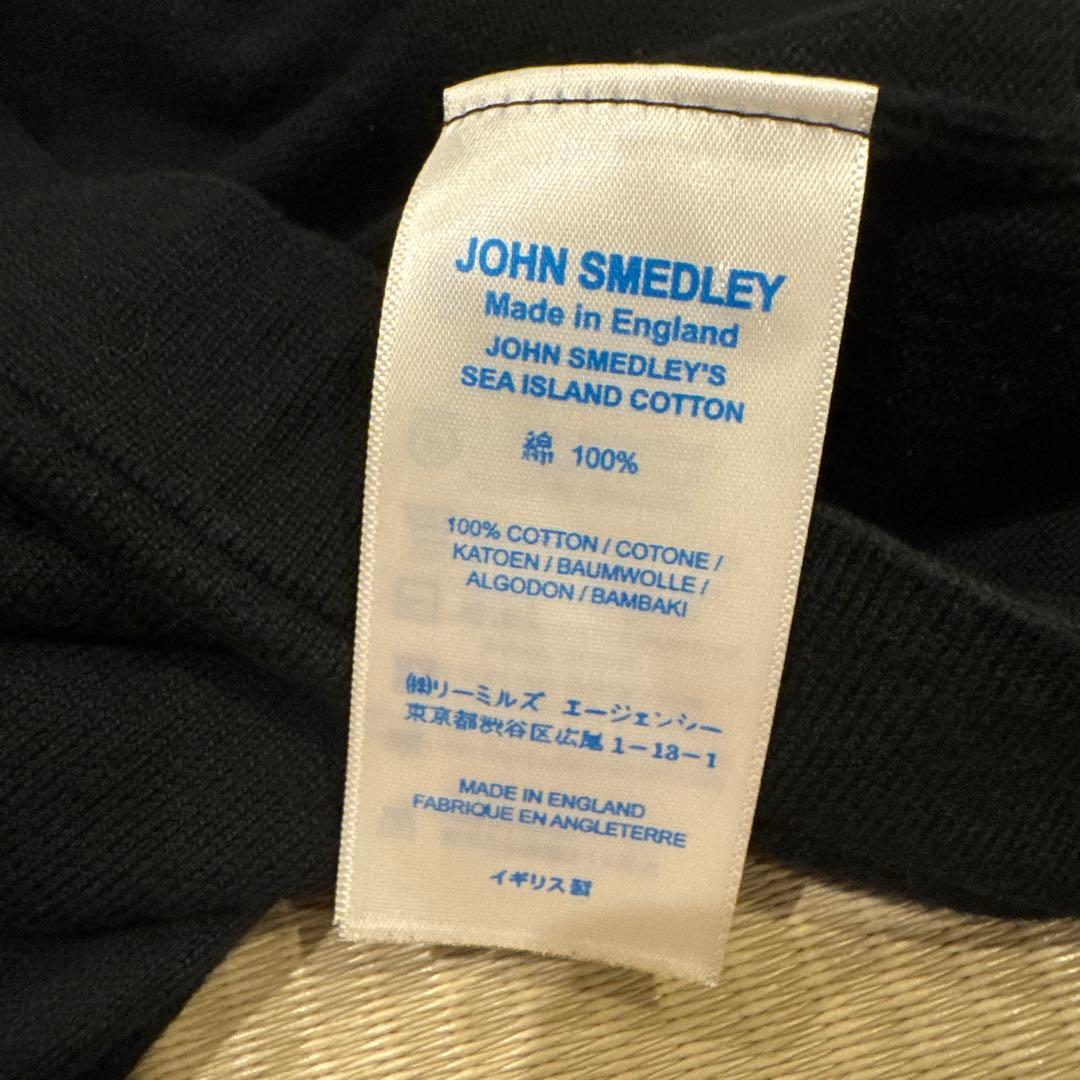 JOHN SMEDLEY
Made in England
JOHN SMEDLEY'S
SEA ISLAND COTTON
綿 100%
100% COTTON / COTONE /
KATOEN / BAUMWOLLE /
ALGODON / BAMBAKI
㈱リーミルズ エージェンシー
東京都渋谷区広尾1-13-1
MADE IN ENGLAND
FABRIQUE EN ANGLETERRE
イギリス製